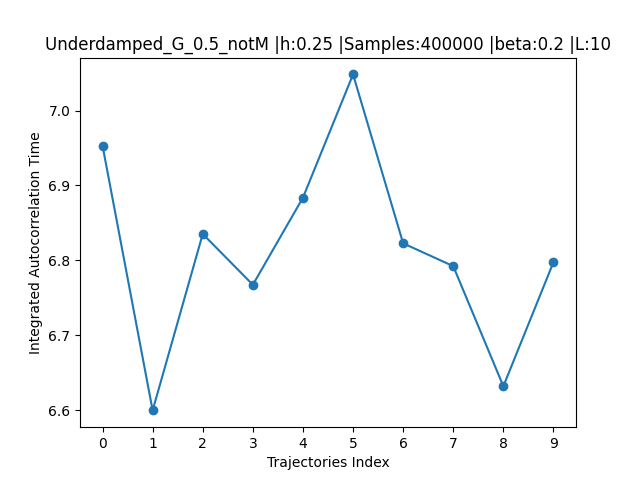 Underdamped_G_0.5_notM |h:0.25 |Samples:400000 |beta:0.2 |L:10
Integrated Autocorrelation Time
7.0
6.9
6.8
6.7
6.6
0 1 2 3 4 5 6 7 8 9
Trajectories Index